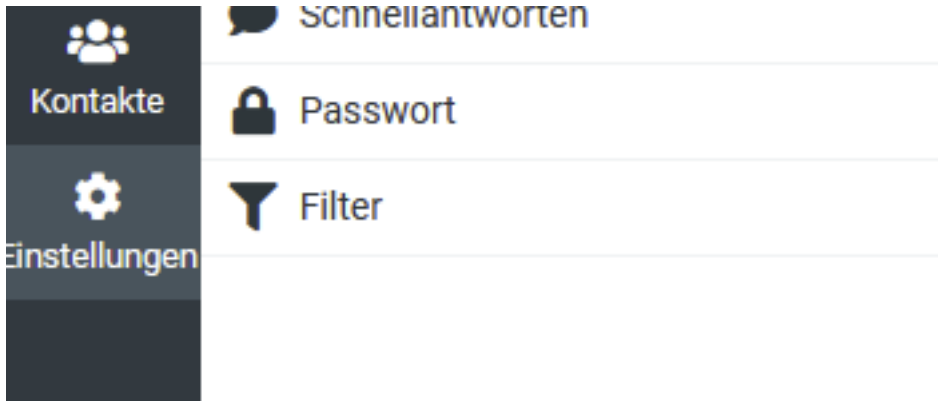 Schnellantworten
Kontakte
Passwort
Filter
Einstellungen